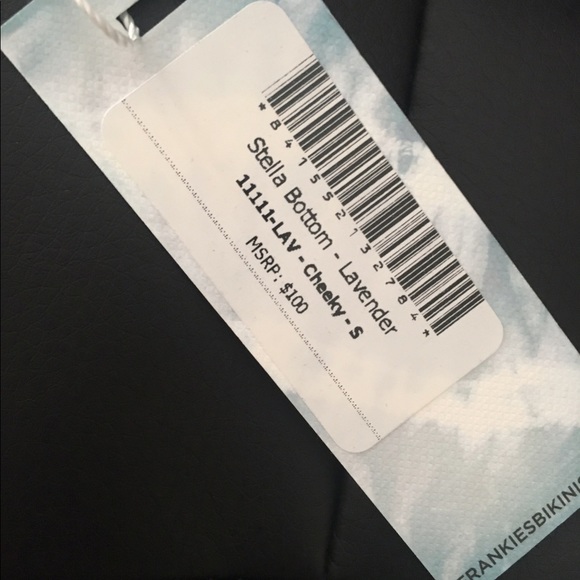 *841552132784*
Stella Bottom - Lavender
11111-LAV - Cheeky - S
MSRP: $100
FRANKIESBIKINIS